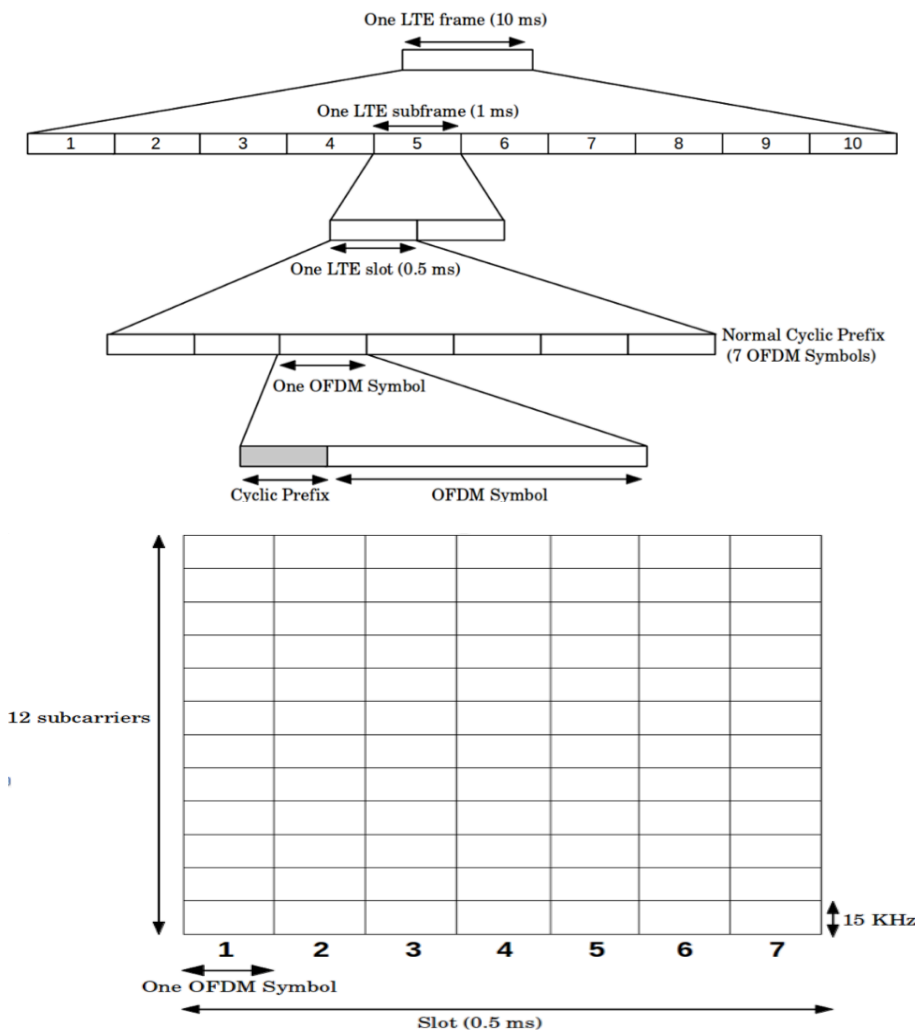 One LTE frame (10 ms)
One LTE subframe (1 ms)
1 2 3 4 5 6 7 8 9 10
One LTE slot (0.5 ms)
Normal Cyclic Prefix
(7 OFDM Symbols)
One OFDM Symbol
Cyclic Prefix OFDM Symbol
12 subcarriers
15 KHz
1 2 3 4 5 6 7
One OFDM Symbol
Slot (0.5 ms)